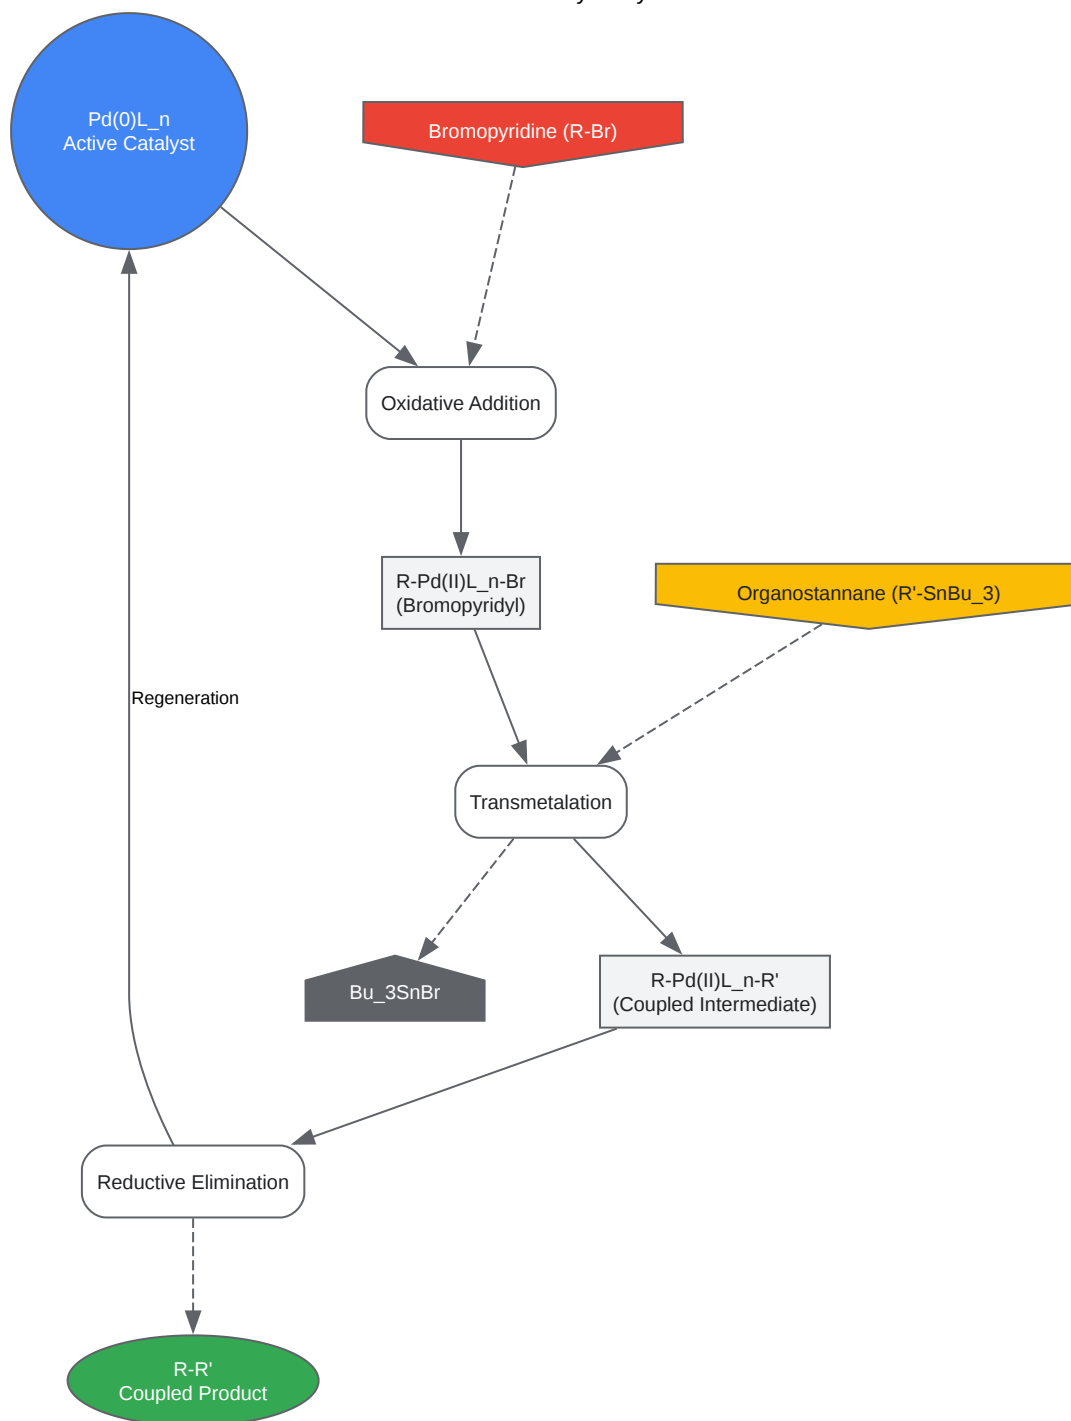 Pd(0)L_n
Active Catalyst
Bromopyridine (R-Br)
Oxidative Addition
R-Pd(II)L_n-Br
(Bromopyridyl)
Organostannane (R'-SnBu_3)
Regeneration
Transmetalation
Bu_3SnBr
R-Pd(II)L_n-R'
(Coupled Intermediate)
Reductive Elimination
R-R'
Coupled Product